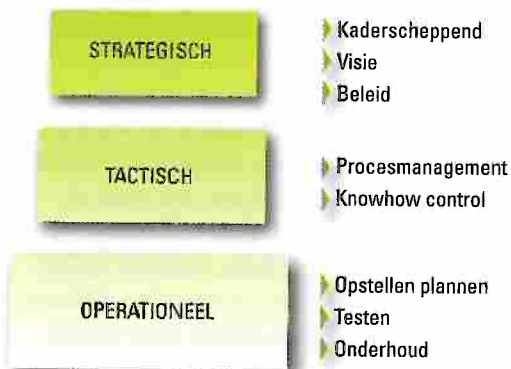 STRATEGISCH
Kaderscheppend
Visie
Beleid
TACTISCH
Procesmanagement
Knowhow control
OPERATIONEEL
Opstellen plannen
Testen
Onderhoud